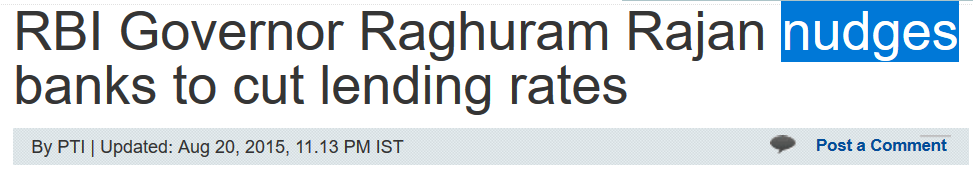 RBI Governor Raghuram Rajan nudges
banks to cut lending rates
By PTI | Updated: Aug 20, 2015, 11.13 PM IST
Post a Comment